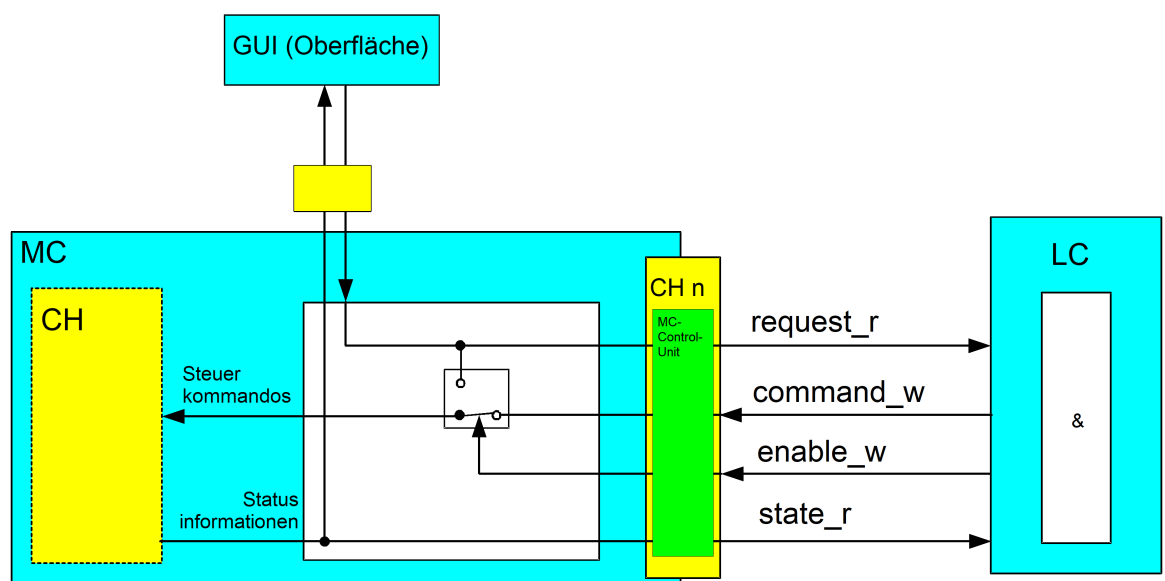 GUI (Oberfläche)
MC
CH
Steuer
kommandos
Status
informationen
CH n
MC-
Control-
Unit
request_r
command_w
enable_w
state_r
LC
&